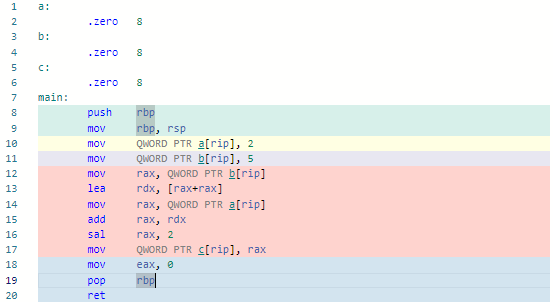 1 a:
2 .zero 8
3 b:
4 .zero 8
5 c:
6 .zero 8
7 main:
8 push rbp
9 mov rbp, rsp
10 mov QWORD PTR a[rip], 2
11 mov QWORD PTR b[rip], 5
12 mov rax, QWORD PTR b[rip]
13 lea rdx, [rax+rax]
14 mov rax, QWORD PTR a[rip]
15 add rax, rdx
16 sal rax, 2
17 mov QWORD PTR c[rip], rax
18 mov eax, 0
19 pop rbp
20 ret